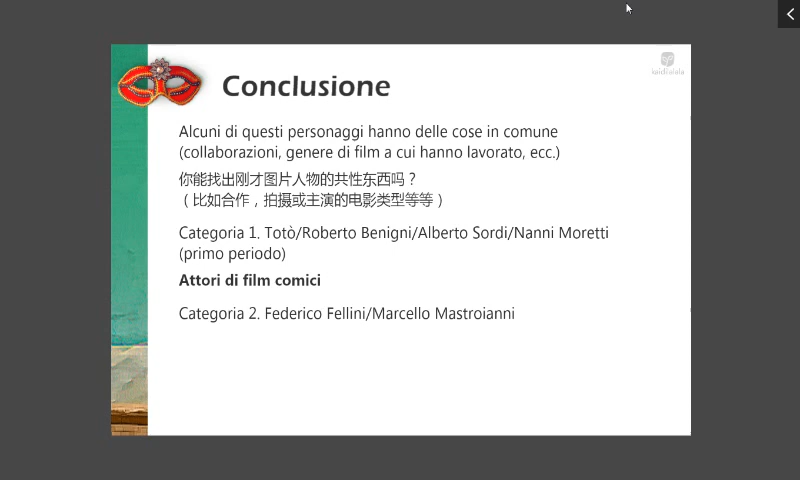 Conclusione
Alcuni di questi personaggi hanno delle cose in comune
(collaborazioni, genere di film a cui hanno lavorato, ecc.)
你能找出刚才图片人物的共性东西吗？
（比如合作，拍摄或主演的电影类型等等）
Categoria 1. Totò/Roberto Benigni/Alberto Sordi/Nanni Moretti
(primo periodo)
Attori di film comici
Categoria 2. Federico Fellini/Marcello Mastroianni